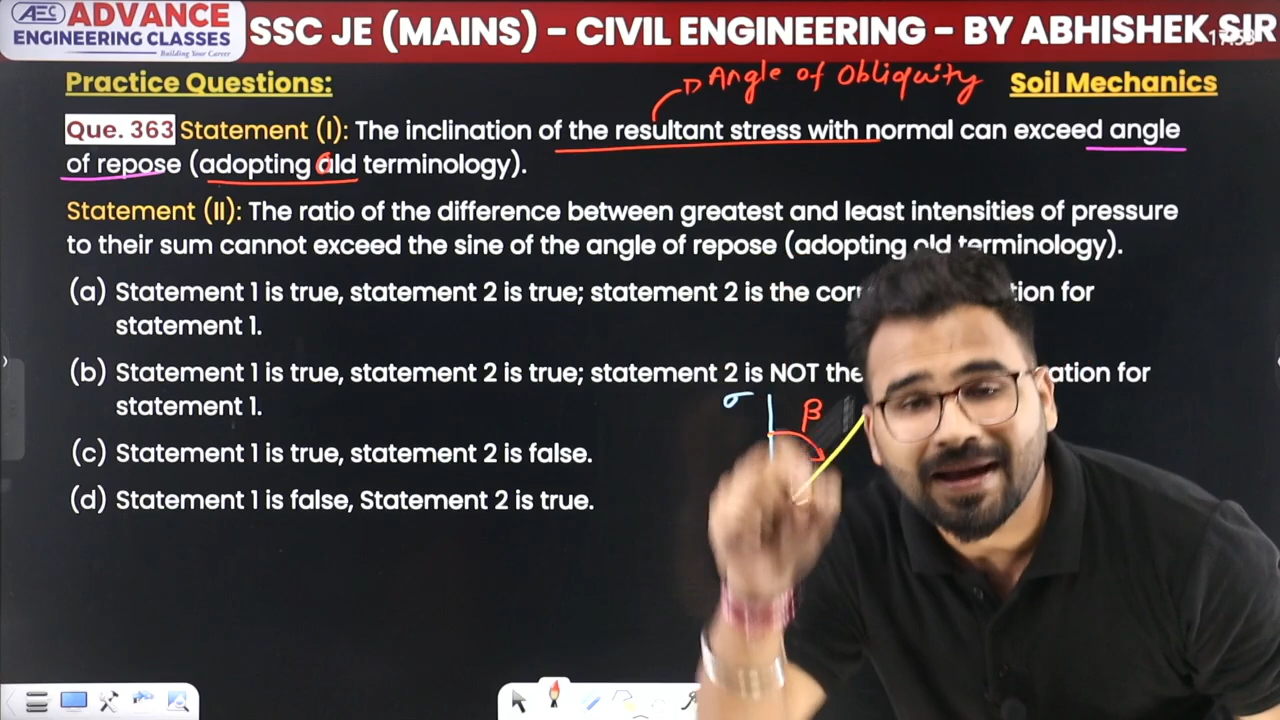 AEC ADVANCE
ENGINEERING CLASSES
Building Your Career
SSC JE (MAINS) - CIVIL ENGINEERING - BY ABHISHEK SIR
Practice Questions:
Angle of Obliquity
Soil Mechanics
Que. 363 Statement (I): The inclination of the resultant stress with normal can exceed angle
of repose (adopting old terminology).
Statement (II): The ratio of the difference between greatest and least intensities of pressure
to their sum cannot exceed the sine of the angle of repose (adopting old terminology).
(a) Statement 1 is true, statement 2 is true; statement 2 is the for
statement 1.
(b) Statement 1 is true, statement 2 is true; statement 2 is NOT the for
statement 1.
σ β
(c) Statement 1 is true, statement 2 is false.
(d) Statement 1 is false, Statement 2 is true.